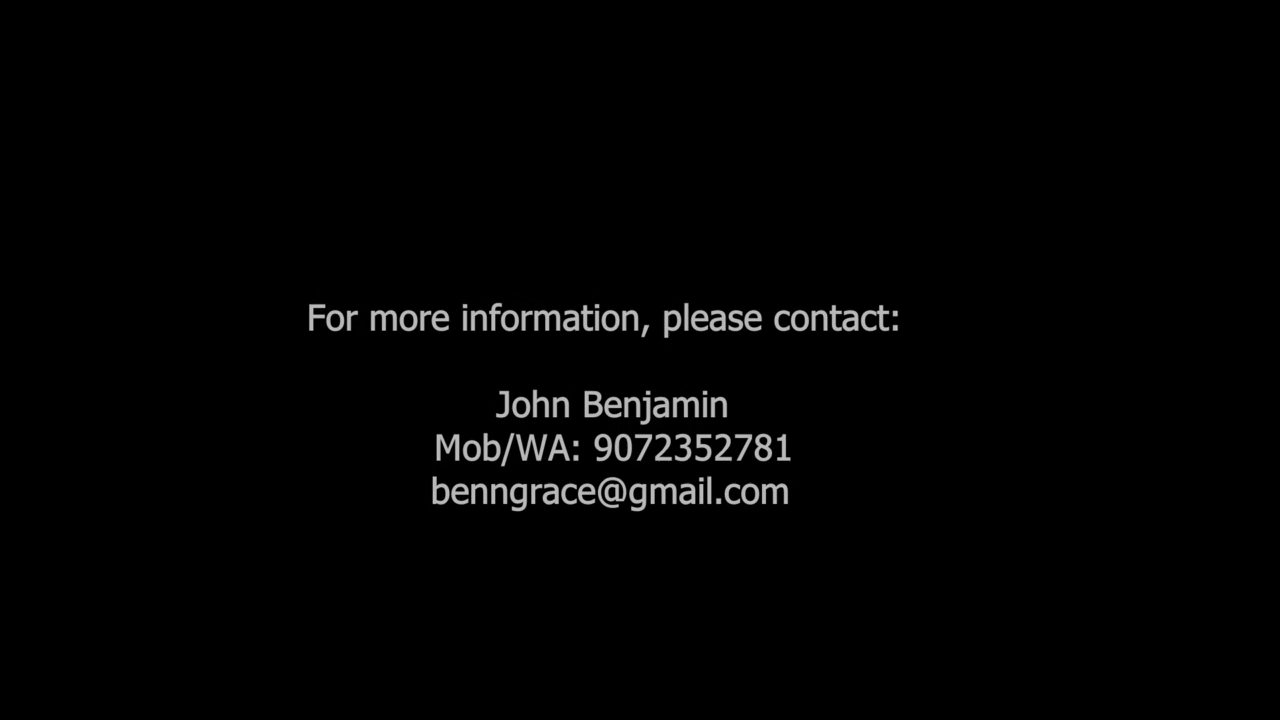 For more information, please contact:
John Benjamin
Mob/WA: 9072352781
benngrace@gmail.com